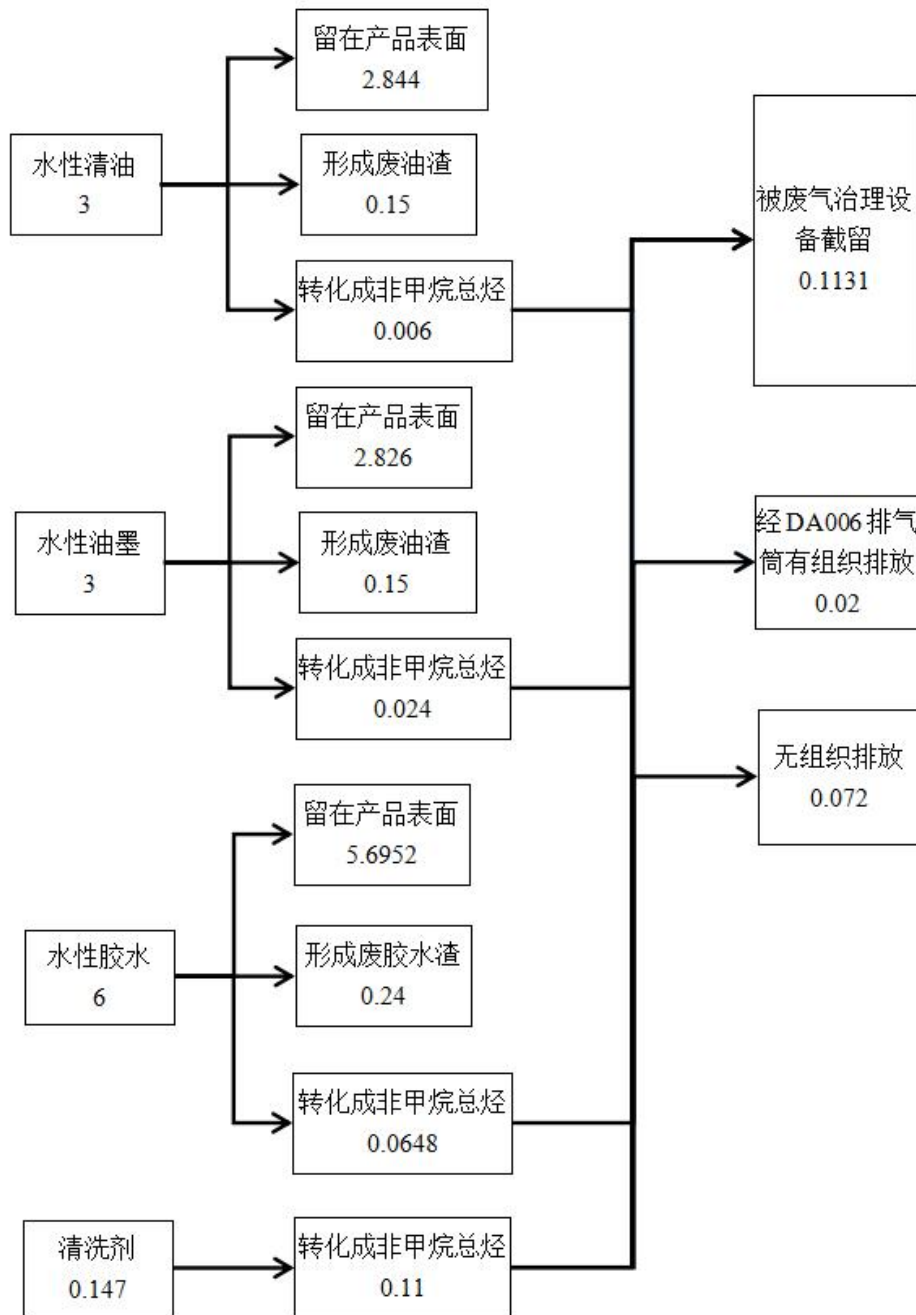 水性清油
3
留在产品表面
2.844
形成废油渣
0.15
转化成非甲烷总烃
0.006
水性油墨
3
留在产品表面
2.826
形成废油渣
0.15
转化成非甲烷总烃
0.024
水性胶水
6
留在产品表面
5.6952
形成废胶水渣
0.24
转化成非甲烷总烃
0.0648
清洗剂
0.147
转化成非甲烷总烃
0.11
被废气治理设
备截留
0.1131
经DA006排气
筒有组织排放
0.02
无组织排放
0.072